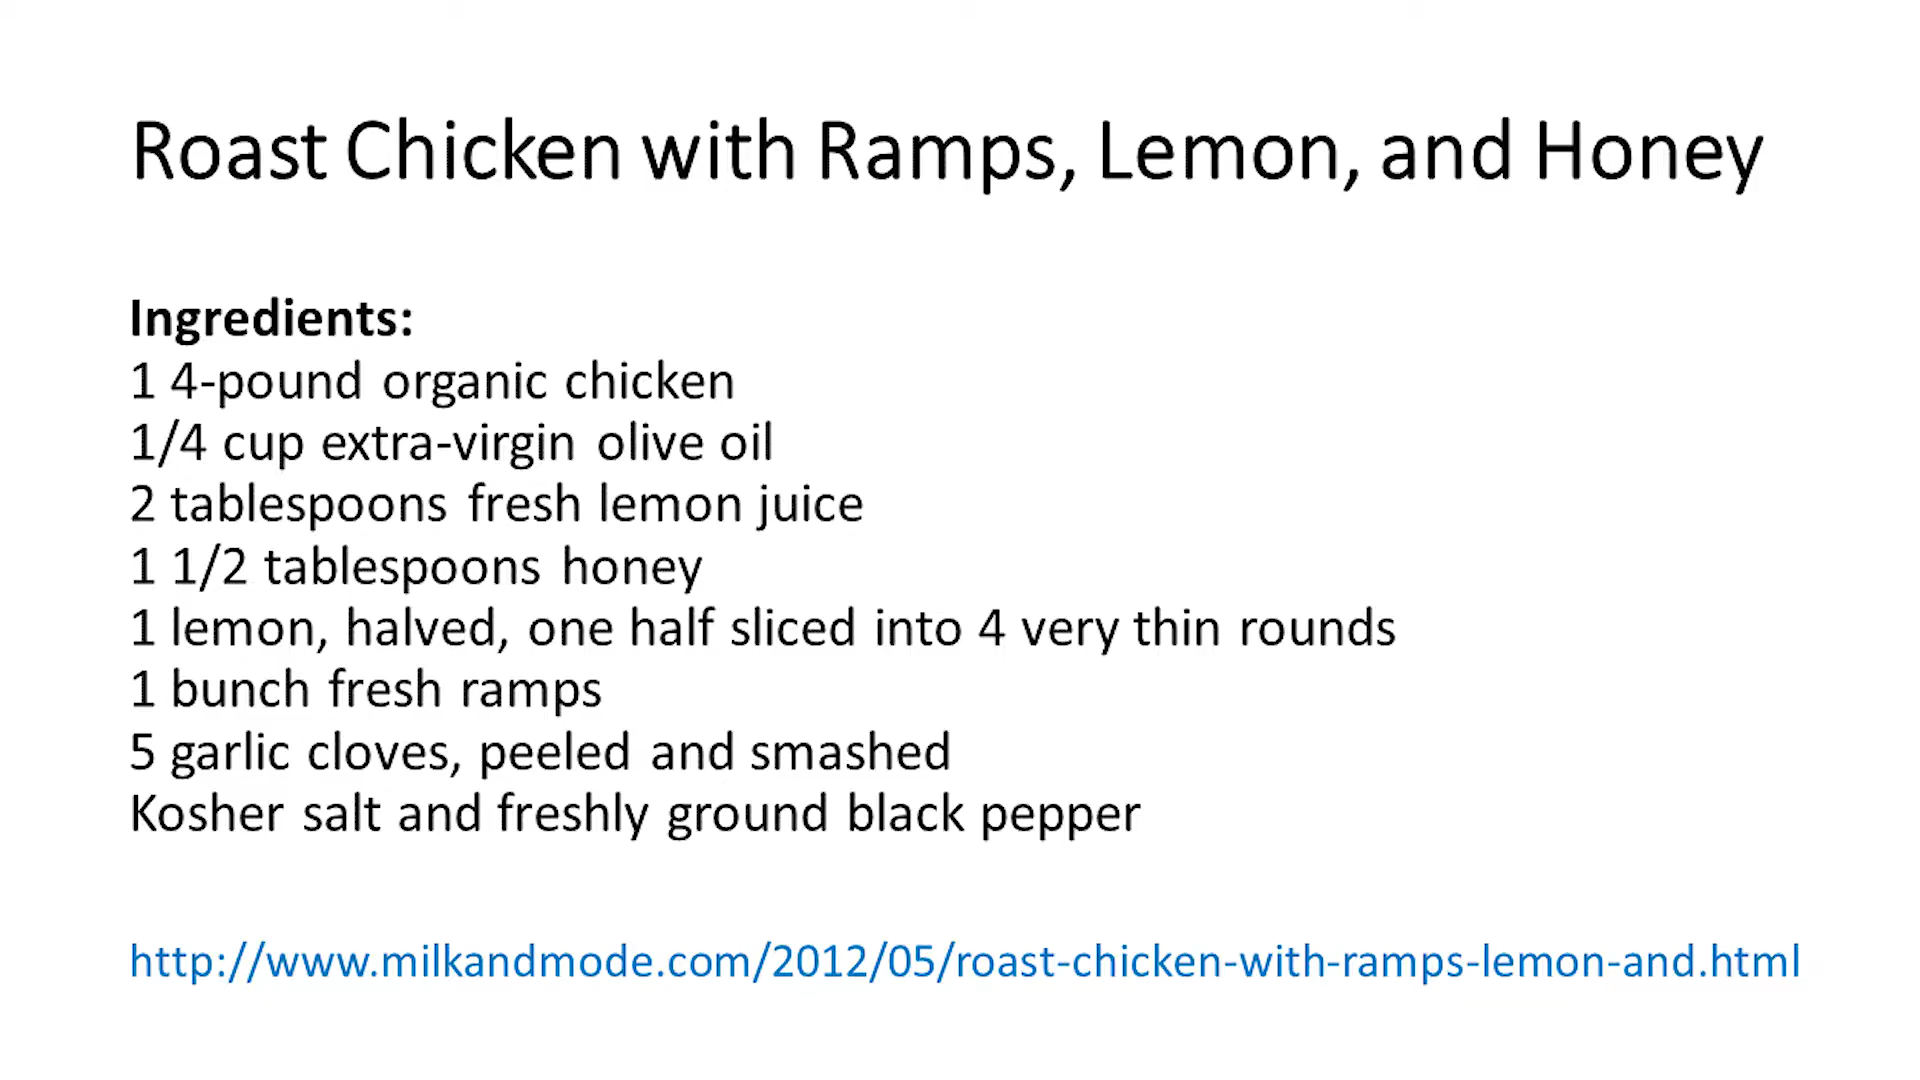 Roast Chicken with Ramps, Lemon, and Honey
Ingredients:
1 4-pound organic chicken
1/4 cup extra-virgin olive oil
2 tablespoons fresh lemon juice
1 1/2 tablespoons honey
1 lemon, halved, one half sliced into 4 very thin rounds
1 bunch fresh ramps
5 garlic cloves, peeled and smashed
Kosher salt and freshly ground black pepper
http://www.milkandmode.com/2012/05/roast-chicken-with-ramps-lemon-and.html